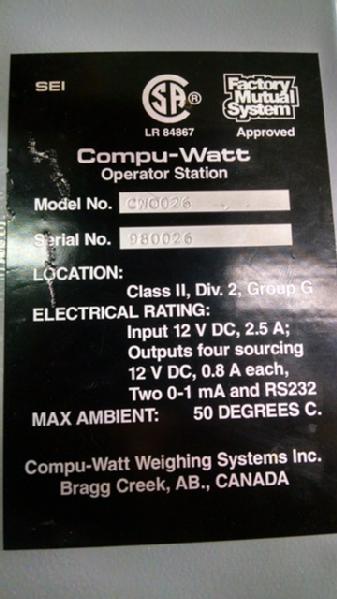 SEI
CSA ®
LR 84867
Factory
Mutual
System
Approved
Compu-Watt
Operator Station
Model No. CWO026
Serial No. 980026
LOCATION:
Class II, Div. 2, Group G
ELECTRICAL RATING:
Input 12 V DC, 2.5 A;
Outputs four sourcing
12 V DC, 0.8 A each,
Two 0-1 mA and RS232
MAX AMBIENT: 50 DEGREES C.
Compu-Watt Weighing Systems Inc.
Bragg Creek, AB., CANADA